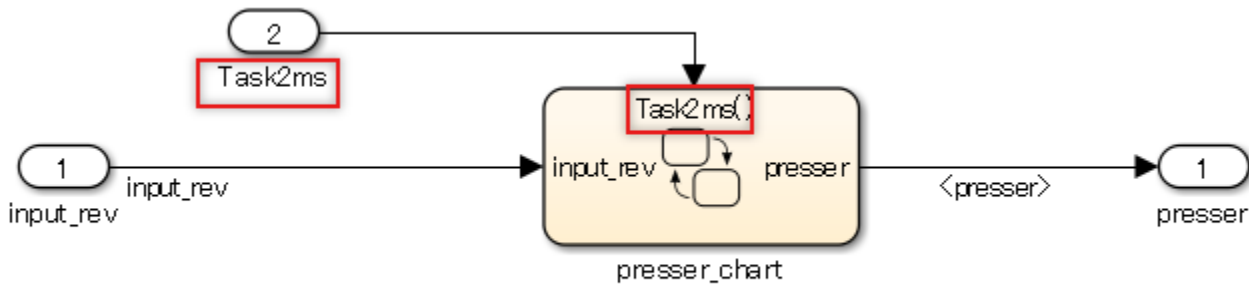 2
Task2ms
Task2ms()
1
input_rev
input_rev
input_rev
presser
<presser>
1
presser
presser_chart